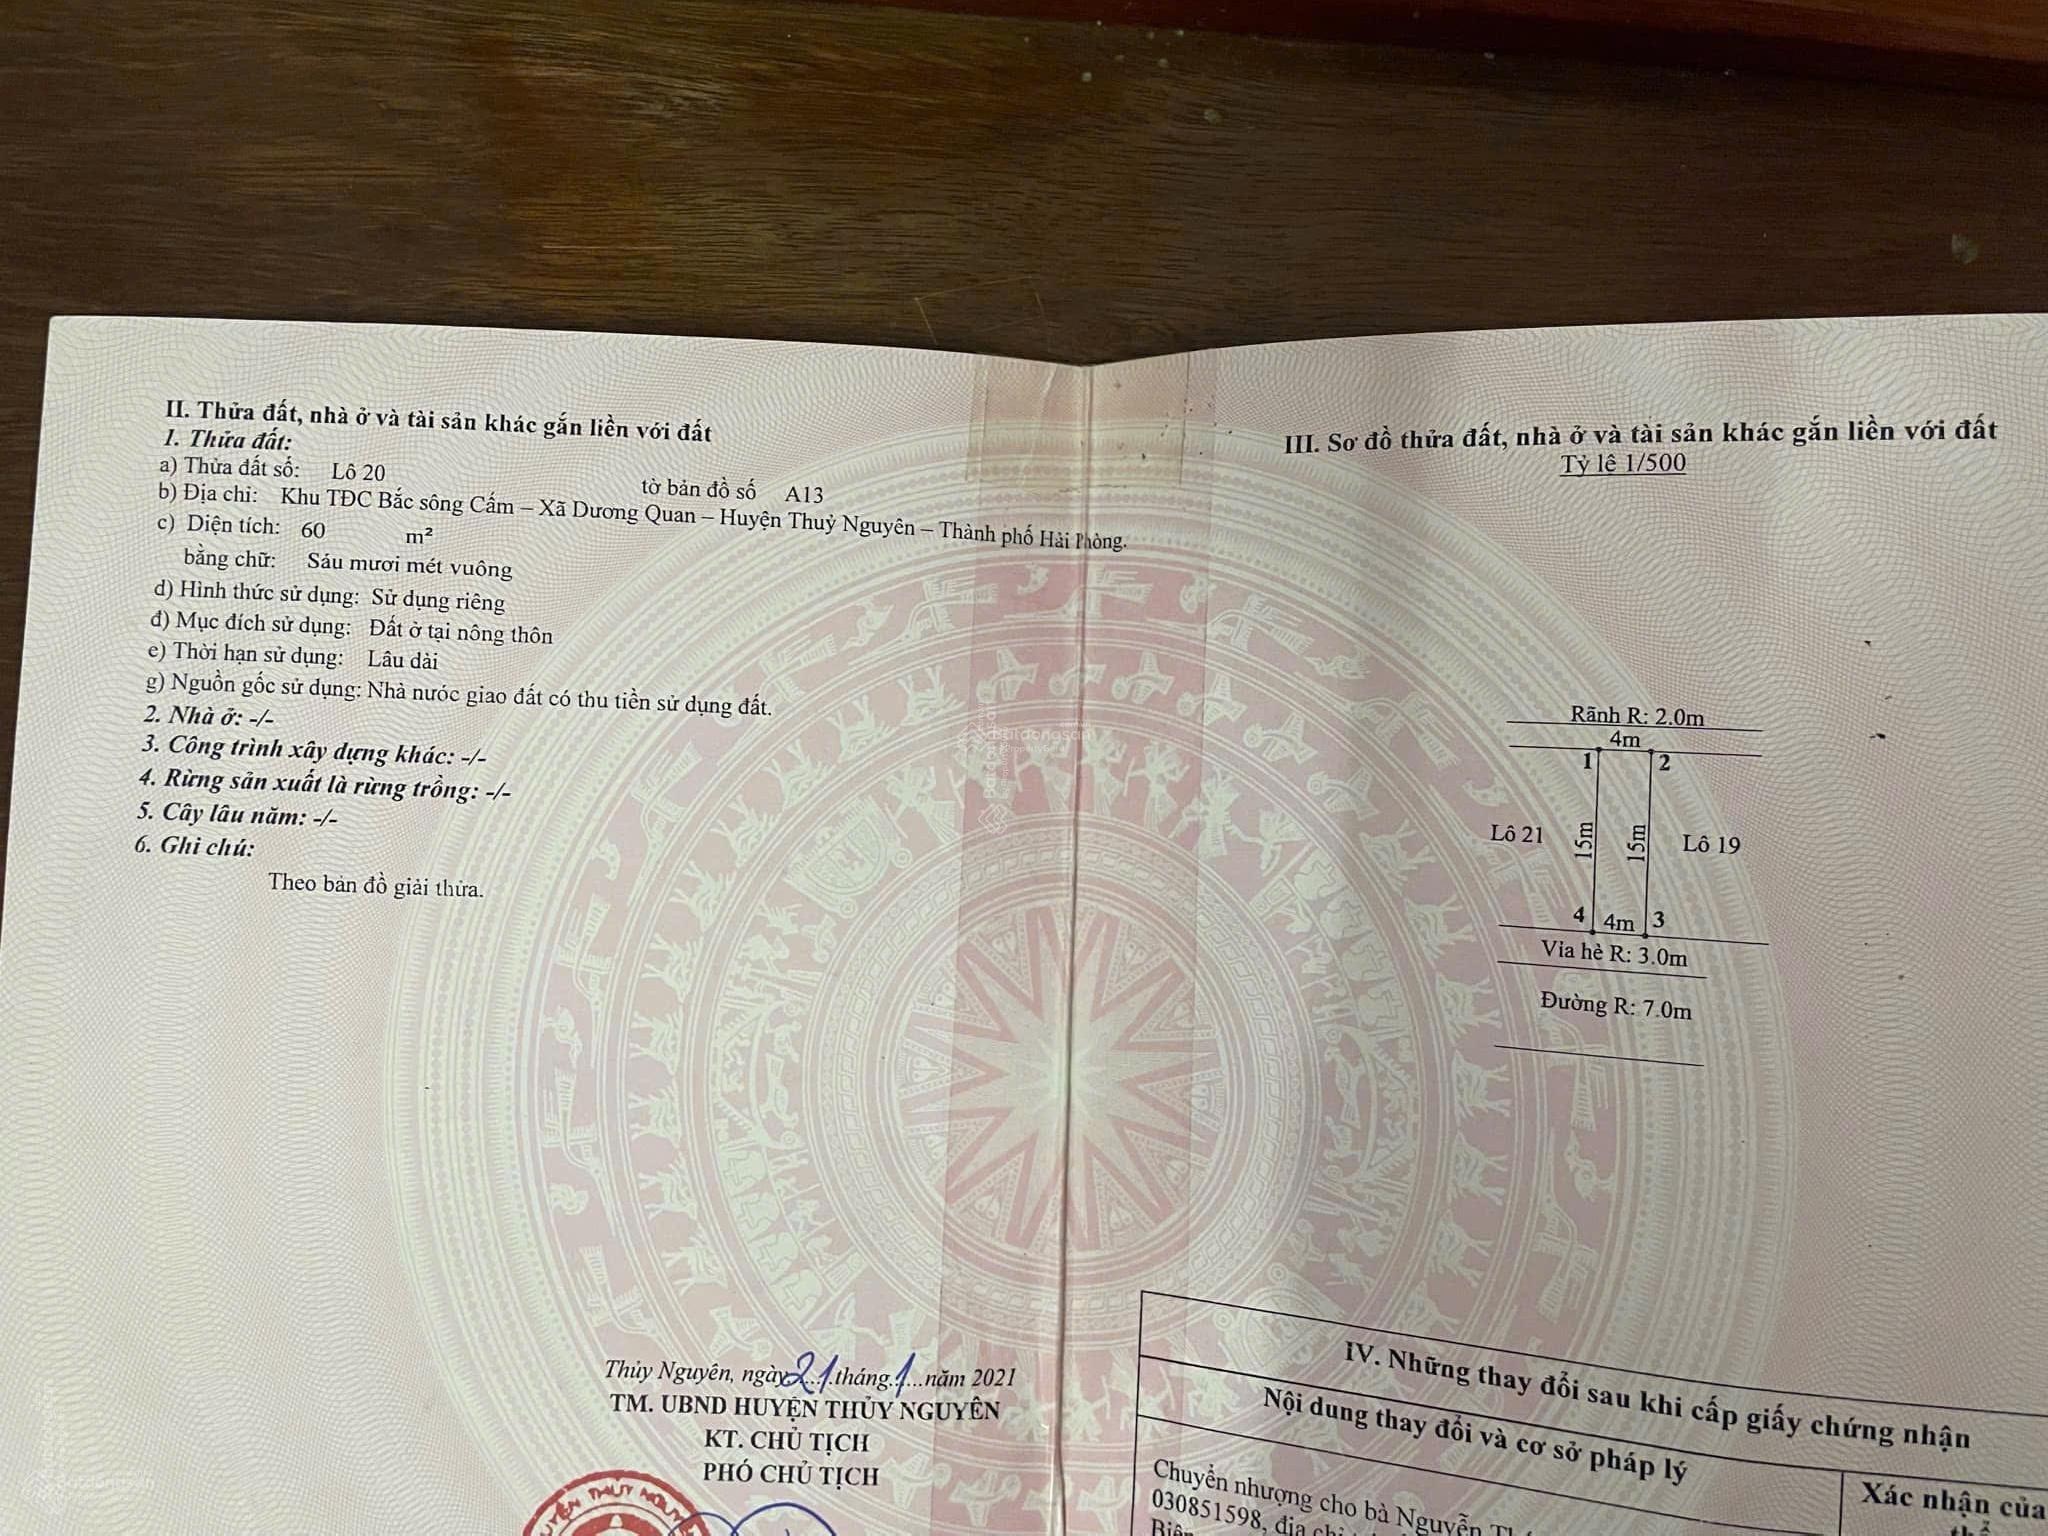 II. Thửa đất, nhà ở và tài sản khác gắn liền với đất
1. Thửa đất:
a) Thửa đất số: Lô 20 tờ bản đồ số A13
b) Địa chỉ: Khu TĐC Bắc sông Cấm – Xã Dương Quan – Huyện Thuỷ Nguyên – Thành phố Hải Phòng.
c) Diện tích: 60 m²
bằng chữ: Sáu mươi mét vuông
d) Hình thức sử dụng: Sử dụng riêng
đ) Mục đích sử dụng: Đất ở tại nông thôn
e) Thời hạn sử dụng: Lâu dài
g) Nguồn gốc sử dụng: Nhà nước giao đất có thu tiền sử dụng đất.
2. Nhà ở: -/-
3. Công trình xây dựng khác: -/-
4. Rừng sản xuất là rừng trồng: -/-
5. Cây lâu năm: -/-
6. Ghi chú:
Theo bản đồ giải thửa.
Thủy Nguyên, ngày 21 tháng 1 năm 2021
TM. UBND HUYỆN THỦY NGUYÊN
KT. CHỦ TỊCH
PHÓ CHỦ TỊCH
III. Sơ đồ thửa đất, nhà ở và tài sản khác gắn liền với đất
Tỷ lệ 1/500
Rãnh R: 2.0m
4m
1 2
Lô 21 15m 15m Lô 19
4 4m 3
Vỉa hè R: 3.0m
Đường R: 7.0m
IV. Những thay đổi sau khi cấp giấy chứng nhận
Nội dung thay đổi và cơ sở pháp lý
Xác nhận của
Chuyển nhượng cho bà Nguyễn
030851598, địa chỉ
batdongsan